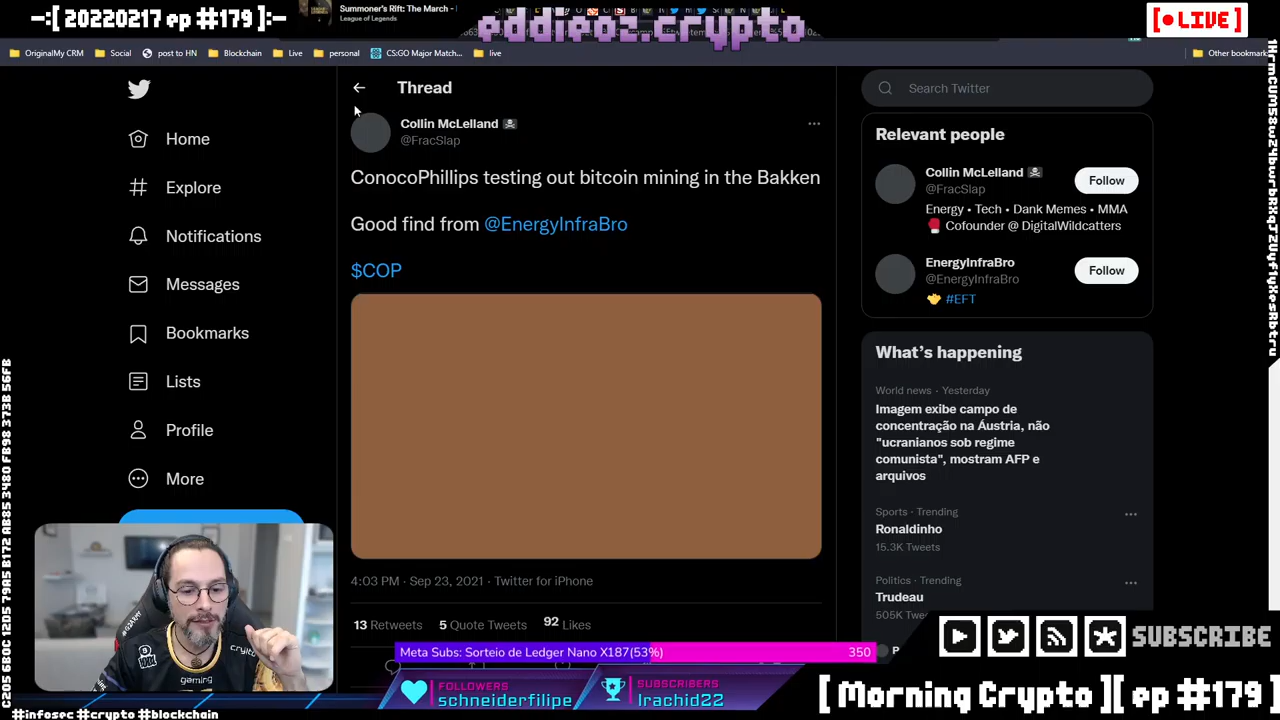 -:[ 20220217 ep #179 ]:-
Summoner's Rift: The March -
League of Legends
eddieoz.crypto
[● LIVE]
OriginalMy CRM
Social
post to HN
Blockchain
Live
personal
CS:GO Major Catch...
live
Other bookmark
Thread
Search Twitter
Home
Explore
Notifications
Messages
Bookmarks
Lists
Profile
More
Collin McLelland
@FracSlap
ConocoPhillips testing out bitcoin mining in the Bakken
Good find from @EnergyInfraBro
$COP
4:03 PM · Sep 23, 2021 · Twitter for iPhone
13 Retweets 5 Quote Tweets 92 Likes
Relevant people
Collin McLelland
@FracSlap
Follow
Energy • Tech • Dank Memes • MMA
Cofounder @ DigitalWildcatters
EnergyInfraBro
@EnergyInfraBro
Follow
#EFT
What's happening
World news · Yesterday
Imagem exibe campo de
concentração na Áustria, não
"ucranianos sob regime
comunista", mostram AFP e
arquivos
Sports · Trending
Ronaldinho
15.3K Tweets
Politics · Trending
Trudeau
505K Tweets
SUBSCRIBE
Meta Subs: Sorteio de Ledger Nano X187(53%)
350
FOLLOWERS
schneiderfilipe
SUBSCRIBERS
lrachid22
[ Morning Crypto ][ ep #179 ]
#infosec #crypto #blockchain
gaming